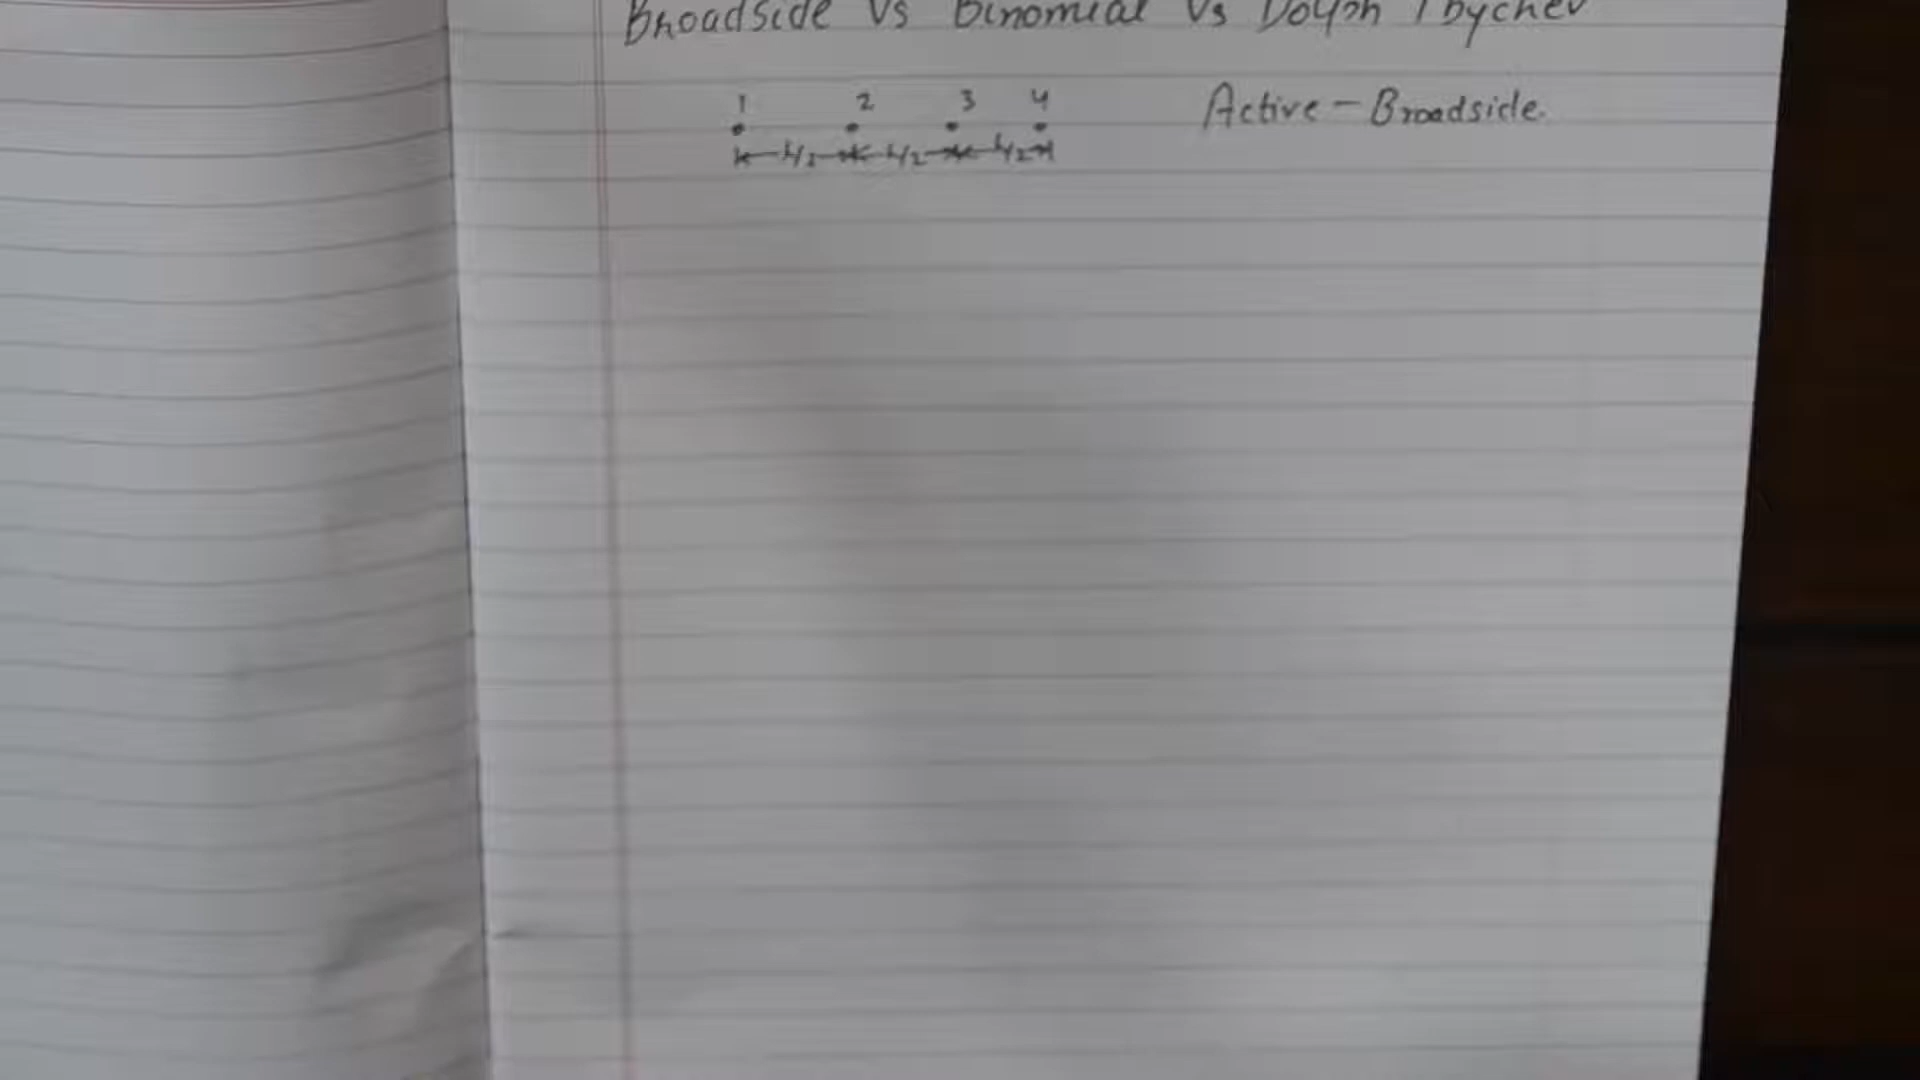 Broadside Vs Binomial Vs Dolph Tbychev
1 2 3 4
λ/2 λ/2 λ/2
Active - Broadside.